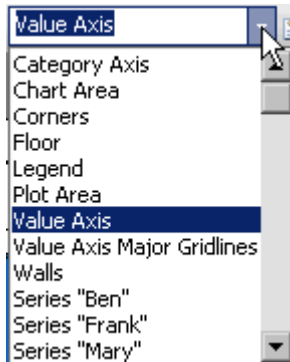 Value Axis
Category Axis
Chart Area
Corners
Floor
Legend
Plot Area
Value Axis
Value Axis Major Gridlines
Walls
Series "Ben"
Series "Frank"
Series "Mary"